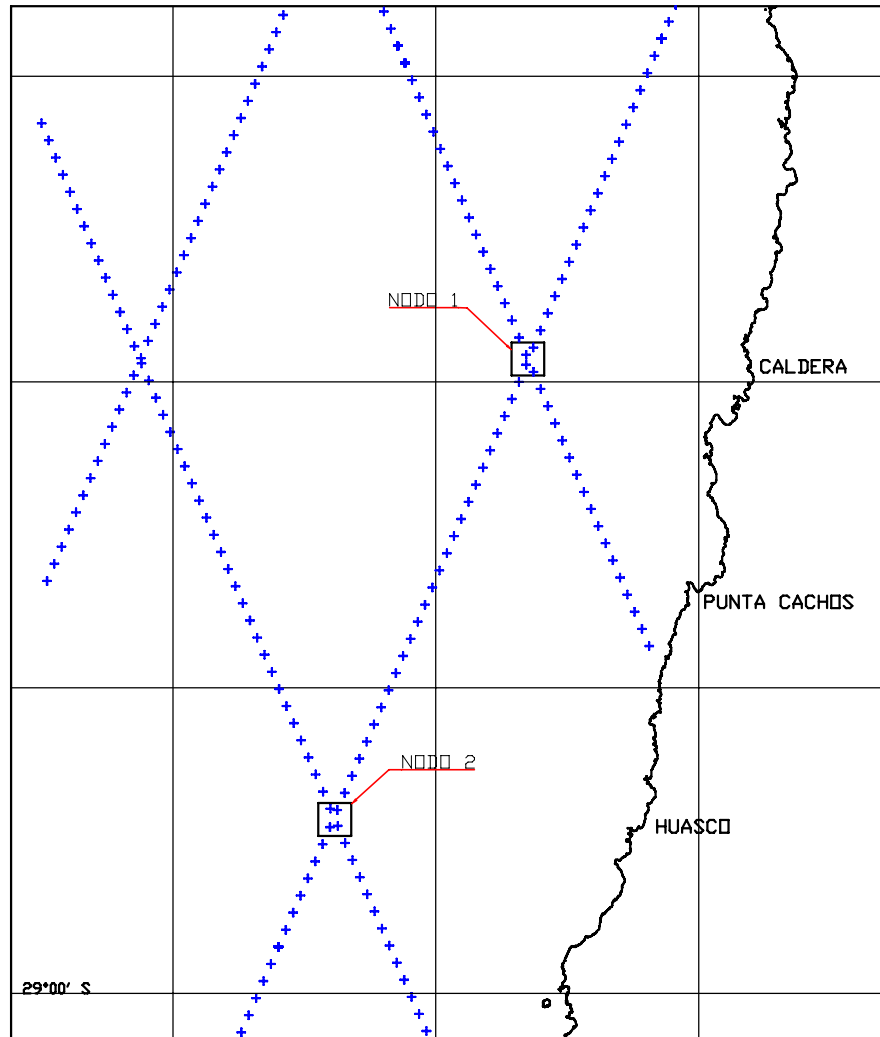 NODO 1
CALDERA
PUNTA CACHOS
NODO 2
HUASCO
29°00' S